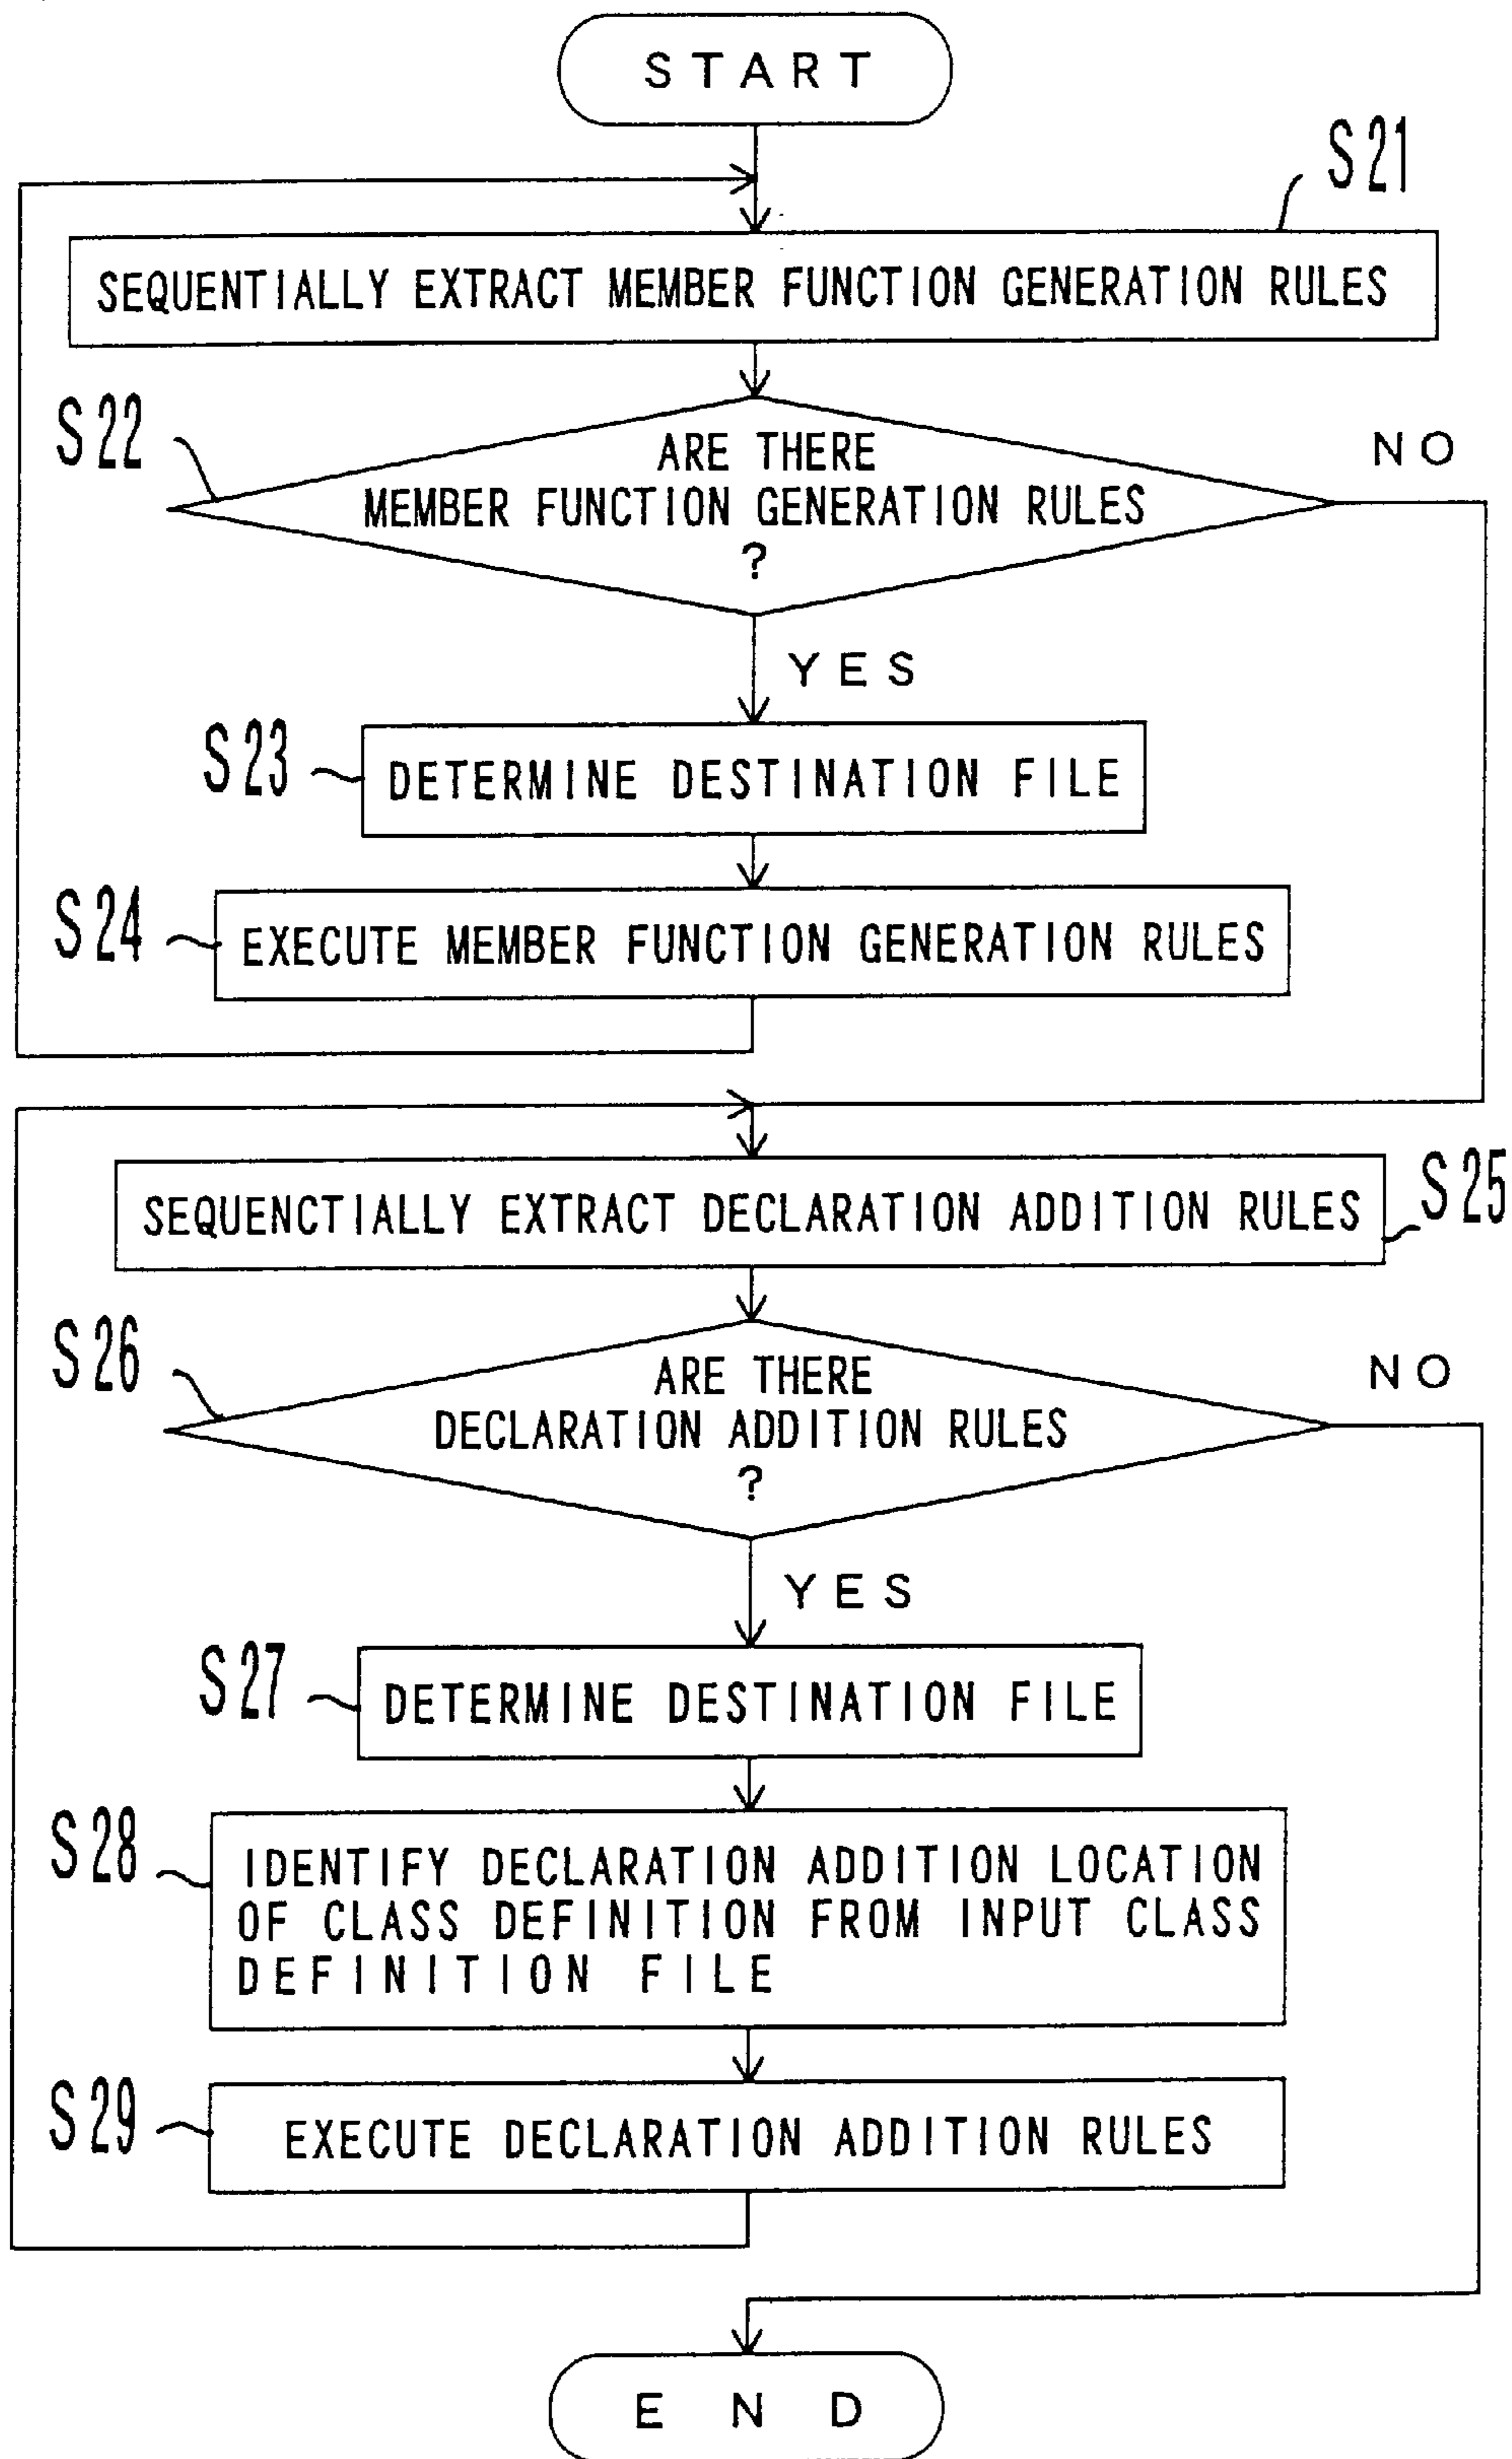 START
S21
SEQUENTIALLY EXTRACT MEMBER FUNCTION GENERATION RULES
S22
ARE THERE
MEMBER FUNCTION GENERATION RULES
?
NO
YES
S23
DETERMINE DESTINATION FILE
S24
EXECUTE MEMBER FUNCTION GENERATION RULES
SEQUENCTIALLY EXTRACT DECLARATION ADDITION RULES
S25
S26
ARE THERE
DECLARATION ADDITION RULES
?
NO
YES
S27
DETERMINE DESTINATION FILE
S28
IDENTIFY DECLARATION ADDITION LOCATION
OF CLASS DEFINITION FROM INPUT CLASS
DEFINITION FILE
S29
EXECUTE DECLARATION ADDITION RULES
END